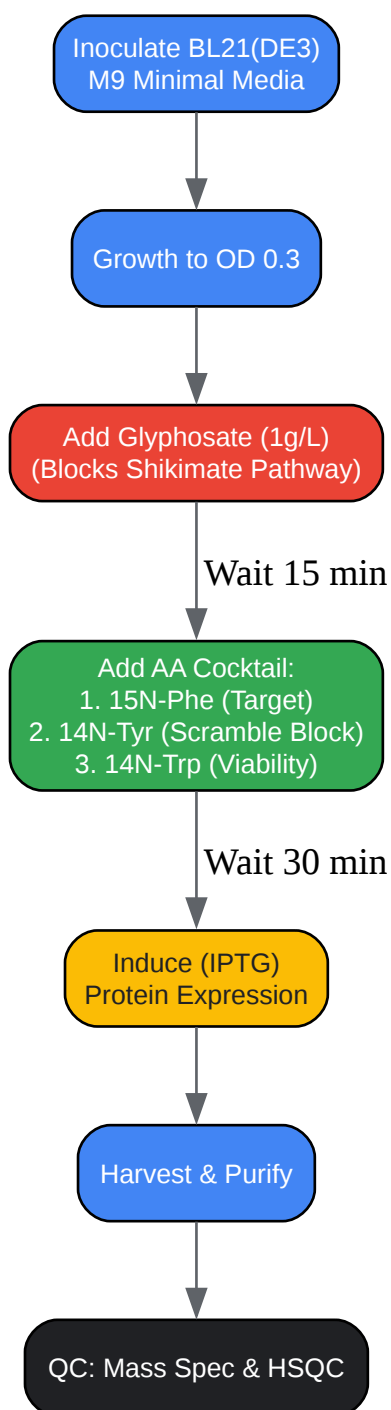 Inoculate BL21(DE3)
M9 Minimal Media
Growth to OD 0.3
Add Glyphosate (1g/L)
(Blocks Shikimate Pathway)
Wait 15 min
Add AA Cocktail:
1. 15N-Phe (Target)
2. 14N-Tyr (Scramble Block)
3. 14N-Trp (Viability)
Wait 30 min
Induce (IPTG)
Protein Expression
Harvest & Purify
QC: Mass Spec & HSQC